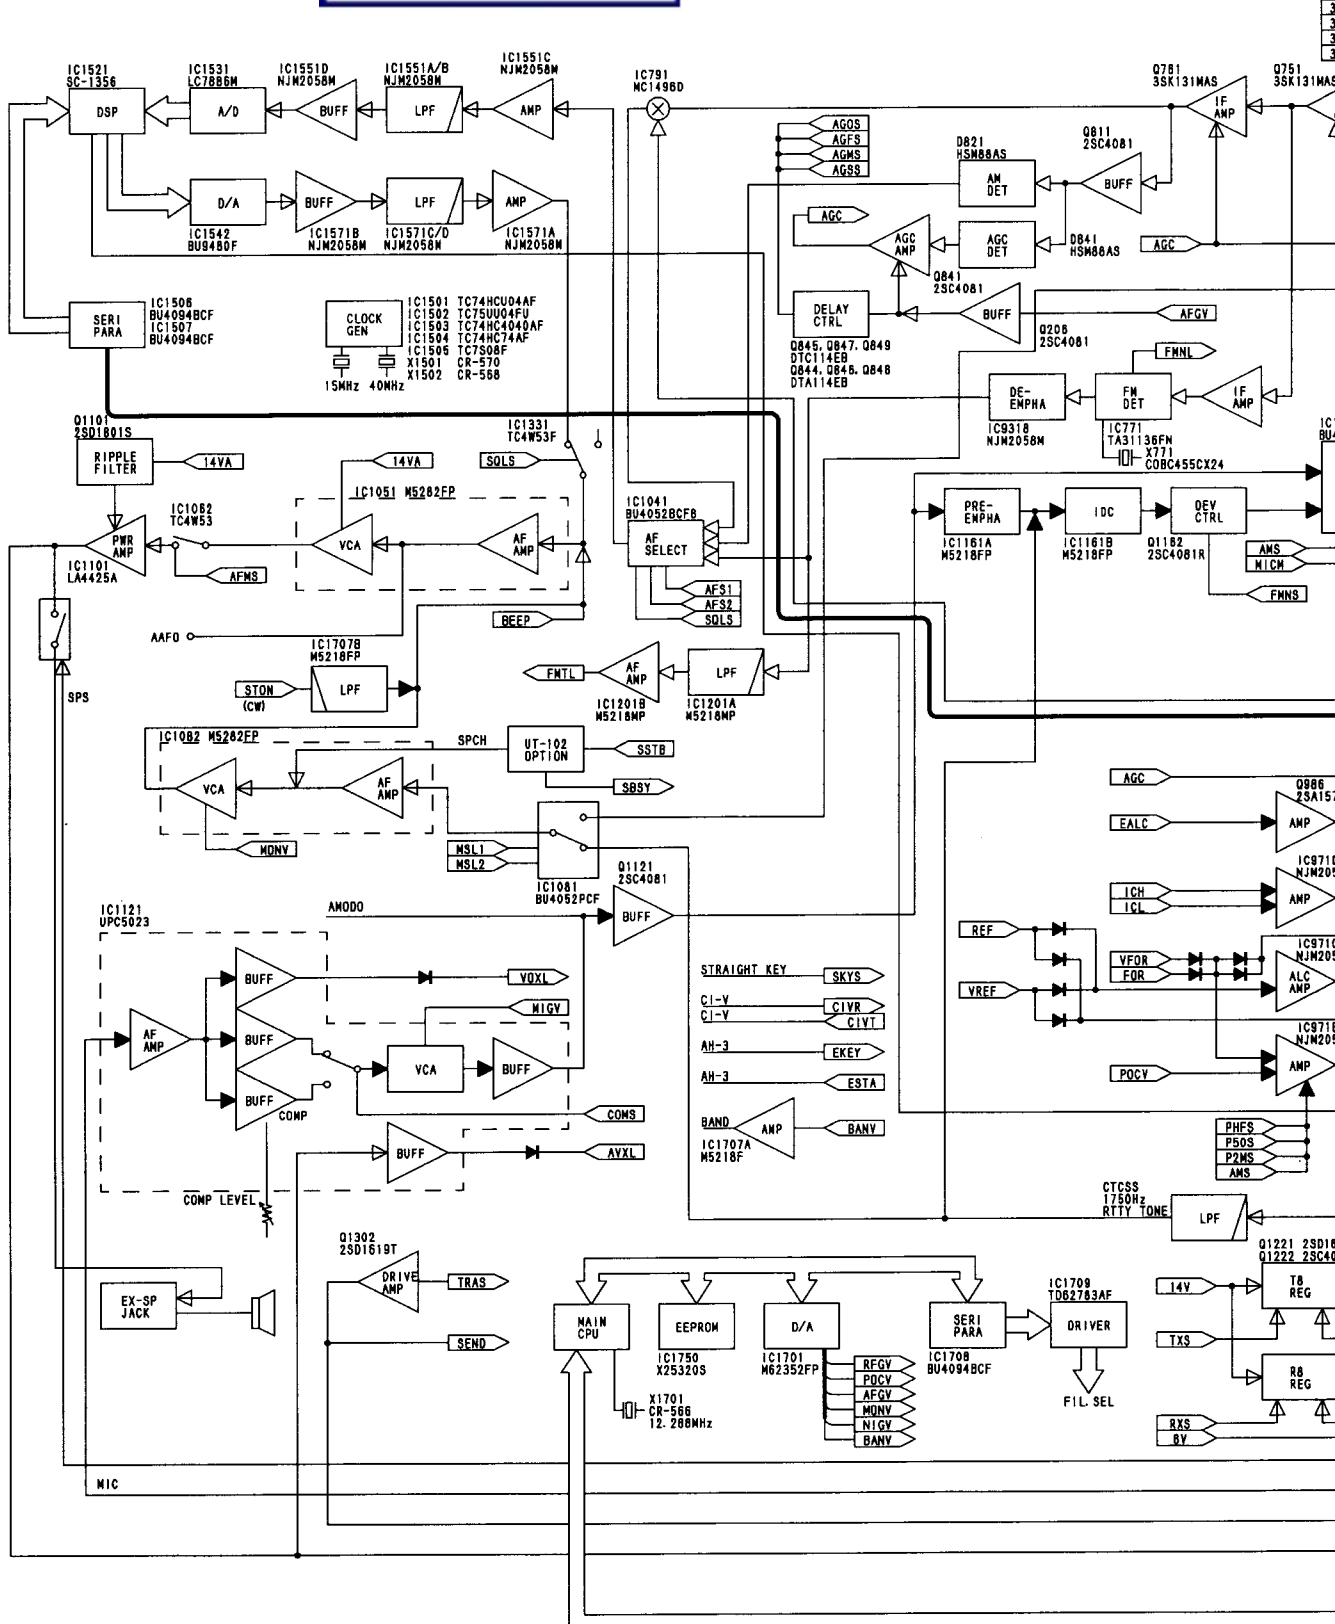 IC1521
SC-1356
DSP
IC1531
LC7886M
A/D
IC1551D
NJM2058M
BUFF
IC1551A/B
NJM2058M
LPF
IC1551C
NJM2058M
AMP
IC791
MC1496D
Q781
3SK131MAS
IF
AMP
Q751
3SK131MAS
AGOS
AGFS
AGMS
AGSS
D821
HSM88AS
AM
DET
Q811
2SC4081
BUFF
D/A
IC1542
BU9480F
BUFF
IC1571B
NJM2058M
LPF
IC1571C/D
NJM2058M
AMP
IC1571A
NJM2058M
AGC
AGC
AMP
Q841
2SC4081
AGC
DET
D841
HSM88AS
AGC
SERI
PARA
IC1506
BU4094BCF
IC1507
BU4094BCF
CLOCK
GEN
15MHz
40MHz
IC1501 TC74HCU04AF
IC1502 TC75UU04FU
IC1503 TC74HC4040AF
IC1504 TC74HC74AF
IC1505 TC7S08F
X1501 CR-570
X1502 CR-568
DELAY
CTRL
Q845, Q847, Q849
DTC114EB
Q844, Q846, Q848
DTA114EB
BUFF
Q206
2SC4081
AFGV
FMNL
DE-
EMPHA
IC931B
NJM2058M
FM
DET
IC771
TA31136FN
X771
COBC455CX24
IF
AMP
Q1101
2SD1801S
RIPPLE
FILTER
14VA
14VA
SQLS
IC1331
TC4W53F
IC1051 M5282FP
VCA
AF
AMP
IC1062
TC4W53
PWR
AMP
IC1101
LA4425A
AFMS
AAFO
BEEP
IC1041
BU4052BCFB
AF
SELECT
AFS1
AFS2
SQLS
PRE-
EMPHA
IC1161A
M5218FP
IDC
IC1161B
M5218FP
DEV
CTRL
Q1162
2SC4081R
AMS
MICM
FMNS
SPS
STON
(CW)
IC1707B
M5218FP
LPF
FMTL
AF
AMP
IC1201B
M5218MP
LPF
IC1201A
M5218MP
IC1082 M5282FP
VCA
AF
AMP
SPCH
UT-102
OPTION
SSTB
SBSY
MONV
MSL1
MSL2
IC1081
BU4052PCF
Q1121
2SC4081
BUFF
AGC
EALC
Q986
AMP
ICH
ICL
AMP
IC1121
UPC5023
AMODO
BUFF
VOXL
MIGV
AF
AMP
BUFF
VCA
BUFF
BUFF
COMP
COMS
BUFF
AVXL
COMP LEVEL
STRAIGHT KEY
SKYS
CI-V
CIVR
CI-V
CIVT
AH-3
EKEY
AH-3
ESTA
BAND
AMP
BANV
IC1707A
M5218F
REF
VREF
VFOR
FOR
ALC
AMP
POCV
AMP
PHFS
P50S
P2MS
AMS
CTCSS
1750Hz
RTTY TONE
LPF
Q1302
2SD1619T
DRIVE
AMP
TRAS
SEND
EX-SP
JACK
MAIN
CPU
X1701
CR-566
12.288MHz
EEPROM
IC1750
X25320S
D/A
IC1701
M62352FP
RFGV
POCV
AFGV
MONV
NIGV
BANV
SERI
PARA
IC1708
BU4094BCF
IC1709
TD62783AF
DRIVER
FIL.SEL
14V
TXS
T8
REG
R8
REG
RXS
8V
MIC